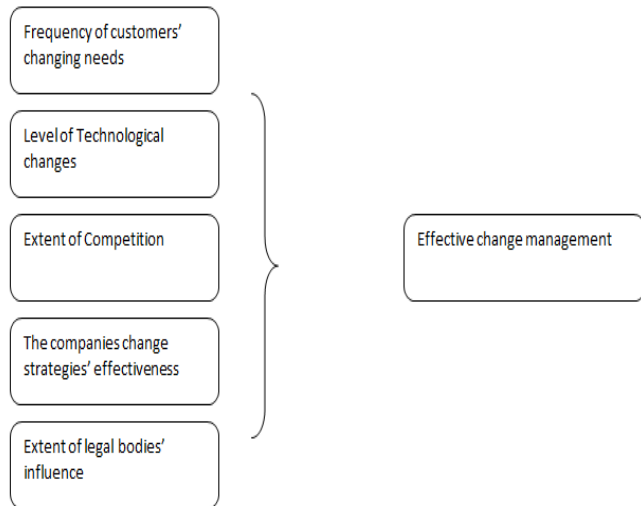 Frequency of customers'
changing needs
Level of Technological
changes
Extent of Competition
Effective change management
The companies change
strategies' effectiveness
Extent of legal bodies'
influence